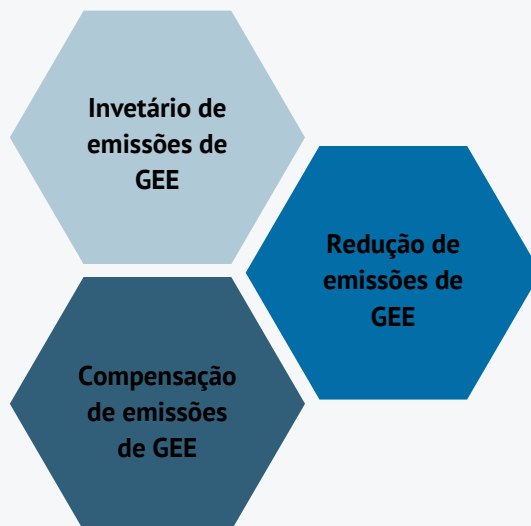 Invetário de
emissões de
GEE
Redução de
emissões de
GEE
Compensação
de emissões
de GEE